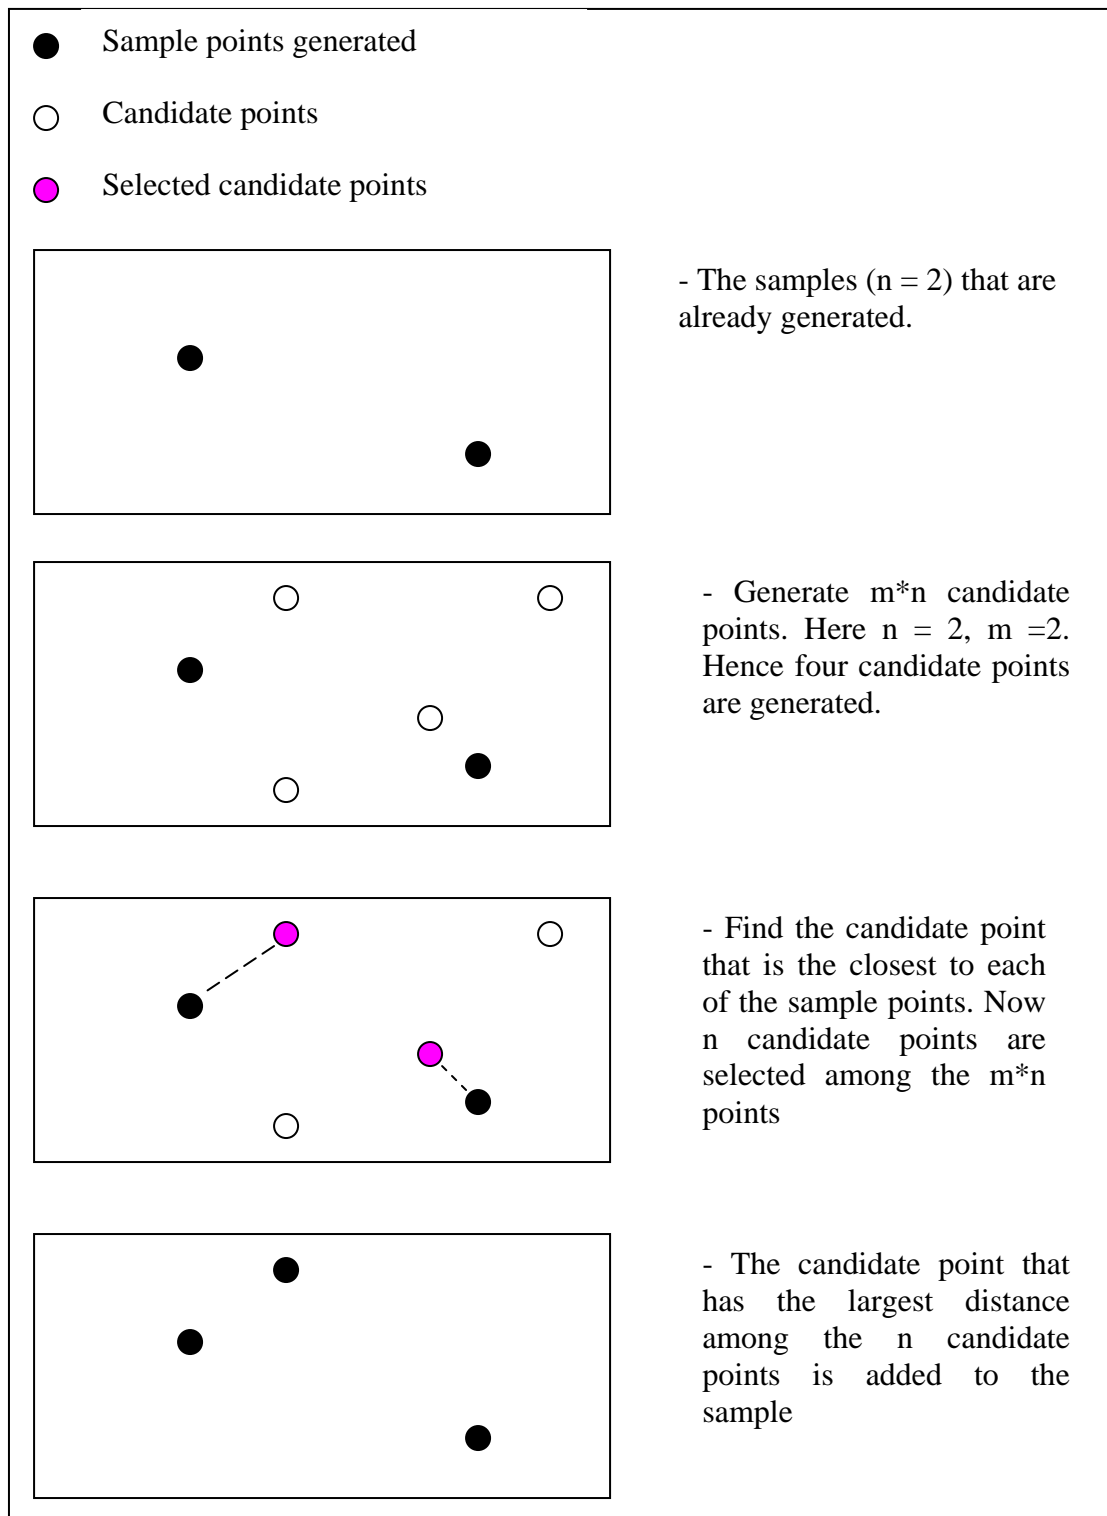 Sample points generated
Candidate points
Selected candidate points
- The samples (n = 2) that are
already generated.
- Generate m*n candidate
points. Here n = 2, m =2.
Hence four candidate points
are generated.
- Find the candidate point
that is the closest to each
of the sample points. Now
n candidate points are
selected among the m*n
points
- The candidate point that
has the largest distance
among the n candidate
points is added to the
sample